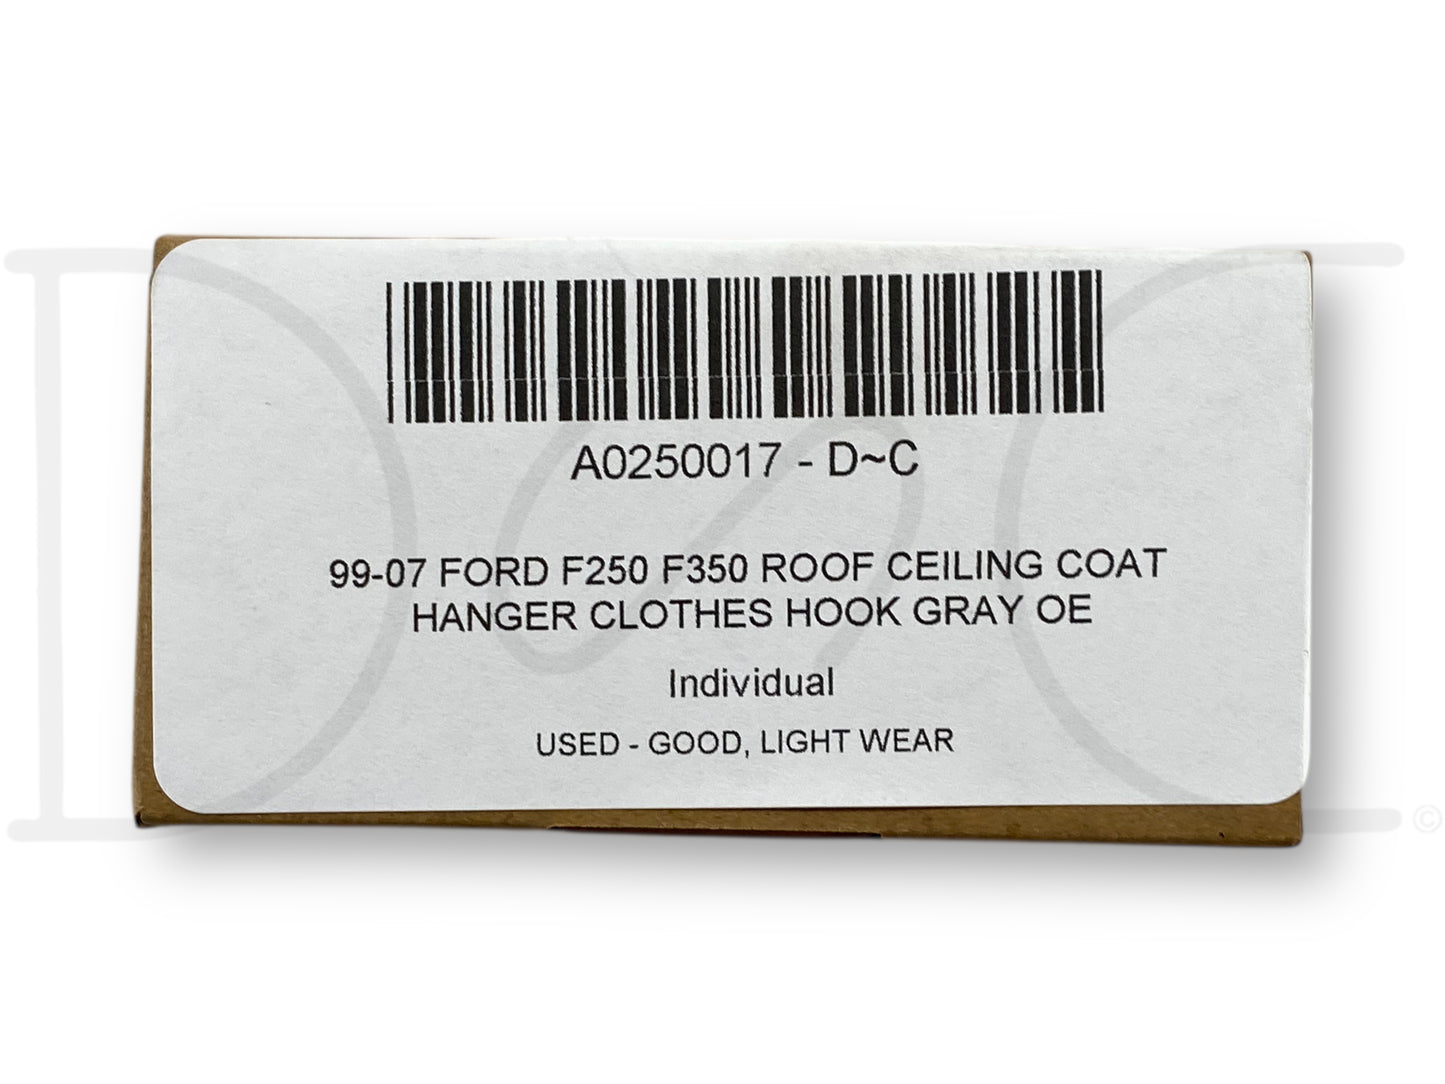 A0250017 - D~C
99-07 FORD F250 F350 ROOF CEILING COAT
HANGER CLOTHES HOOK GRAY OE
Individual
USED - GOOD, LIGHT WEAR
D&C
©